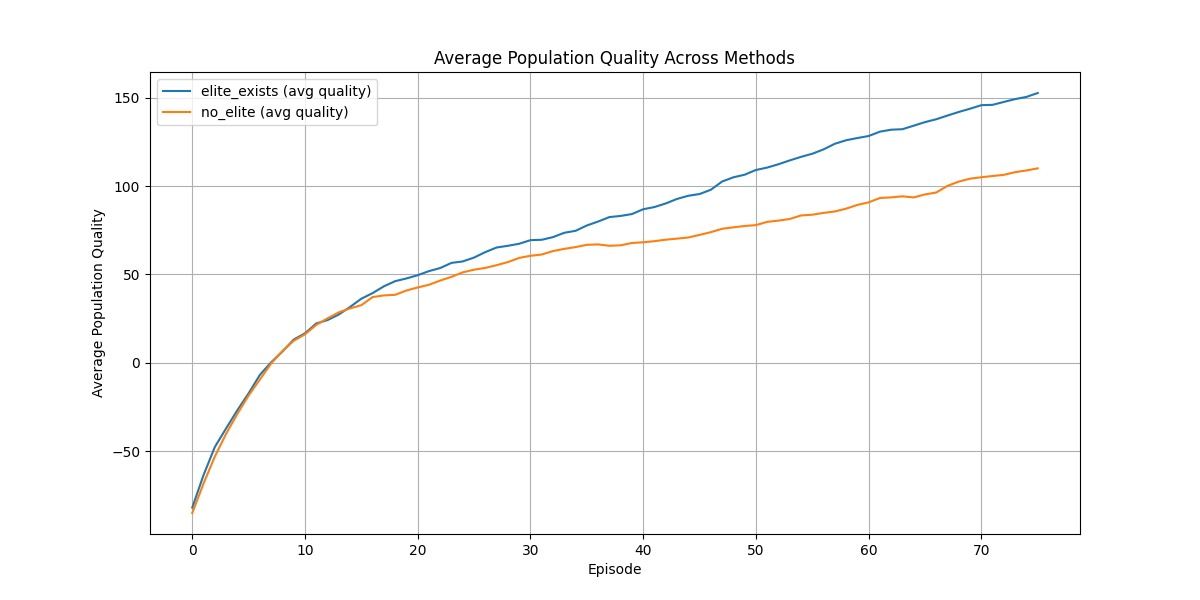 Average Population Quality Across Methods
elite_exists (avg quality)
no_elite (avg quality)
Average Population Quality
150
100
50
0
−50
0 10 20 30 40 50 60 70
Episode